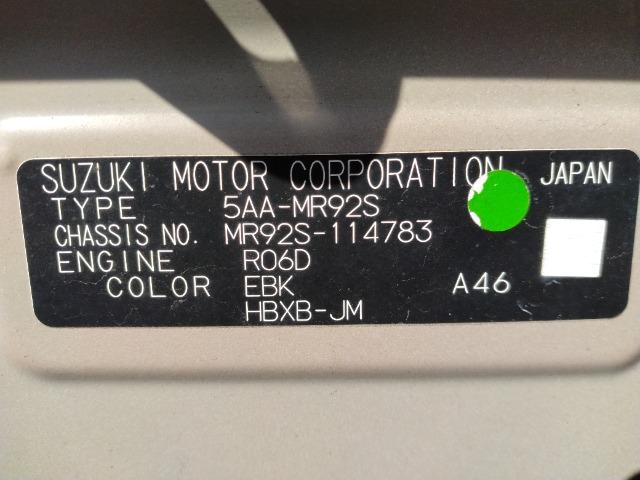 SUZUKI MOTOR CORPORATION JAPAN
TYPE 5AA-MR92S
CHASSIS NO. MR92S-114783
ENGINE R06D
COLOR EBK A46
HBXB-JM